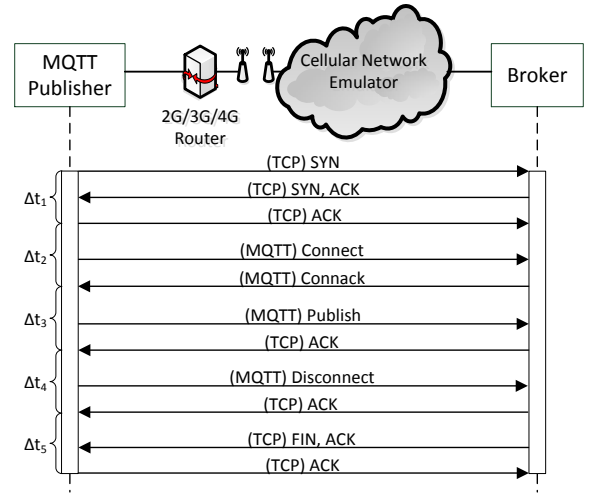 MQTT
Publisher
2G/3G/4G
Router
Cellular Network
Emulator
Broker
(TCP) SYN
(TCP) SYN, ACK
Δt1
(TCP) ACK
(MQTT) Connect
Δt2
(MQTT) Connack
(MQTT) Publish
Δt3
(TCP) ACK
(MQTT) Disconnect
Δt4
(TCP) ACK
(TCP) FIN, ACK
Δt5
(TCP) ACK